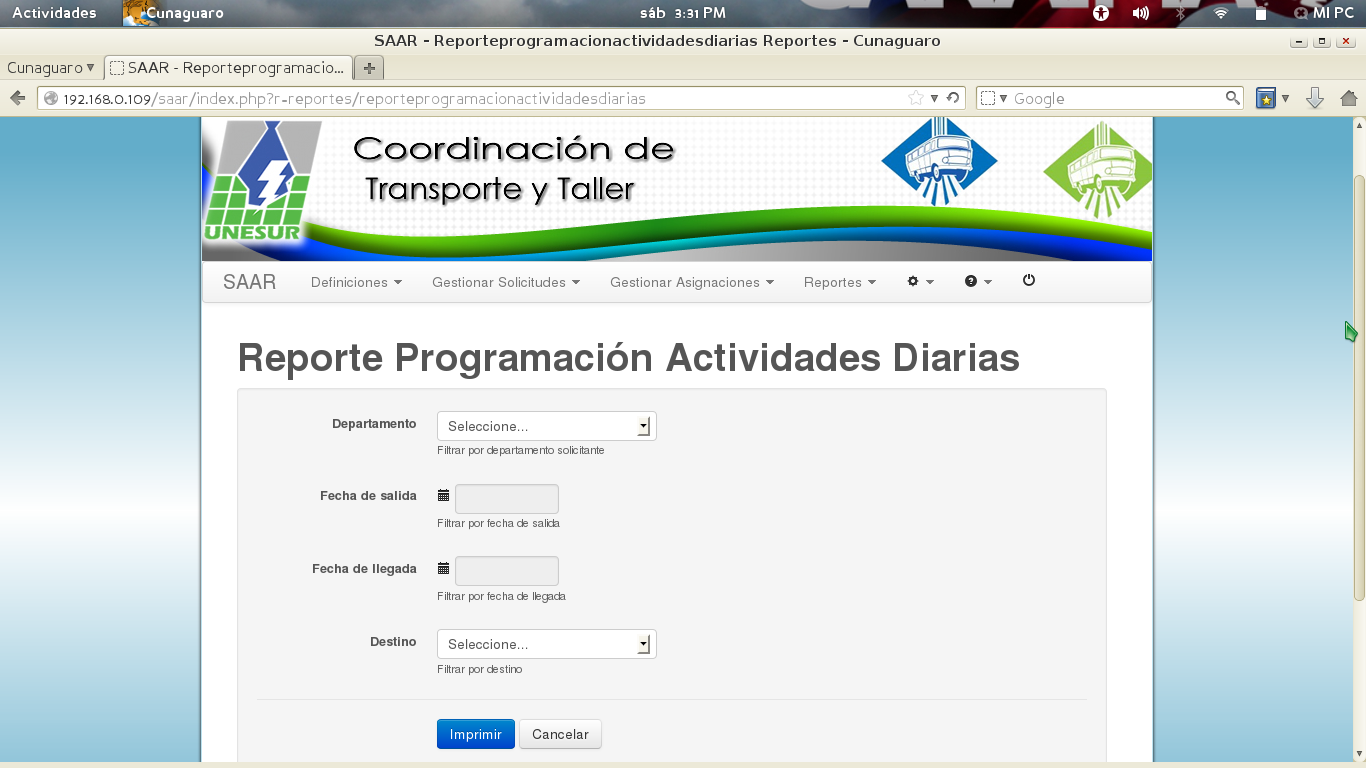 Actividades Cunaguaro sáb 3:31 PM MI PC
SAAR - Reporteprogramacionactividadesdiarias Reportes - Cunaguaro
Cunaguaro SAAR - Reporteprogramacio...
192.168.0.109/saar/index.php?r-reportes/reporteprogramacionactividadesdiarias Google
Coordinación de
Transporte y Taller
UNESUR
SAAR Definiciones Gestionar Solicitudes Gestionar Asignaciones Reportes
Reporte Programación Actividades Diarias
Departamento Seleccione...
Filtrar por departamento solicitante
Fecha de salida
Filtrar por fecha de salida
Fecha de llegada
Filtrar por fecha de llegada
Destino Seleccione...
Filtrar por destino
Imprimir Cancelar